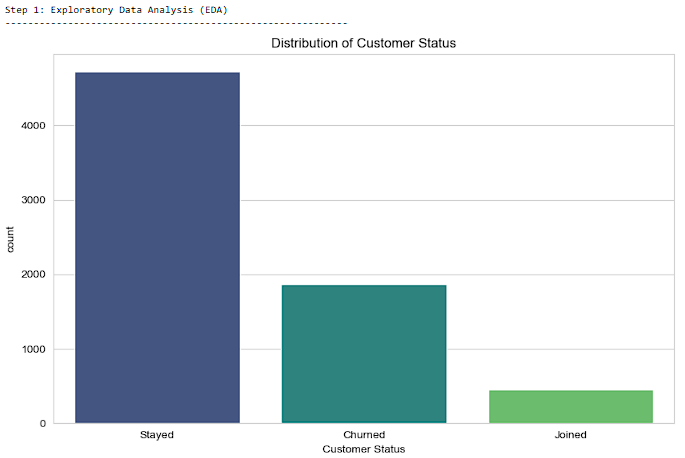 Step 1: Exploratory Data Analysis (EDA)
--------------------------------------------------
Distribution of Customer Status
4000
3000
2000
1000
0
count
Stayed Churned Joined
Customer Status